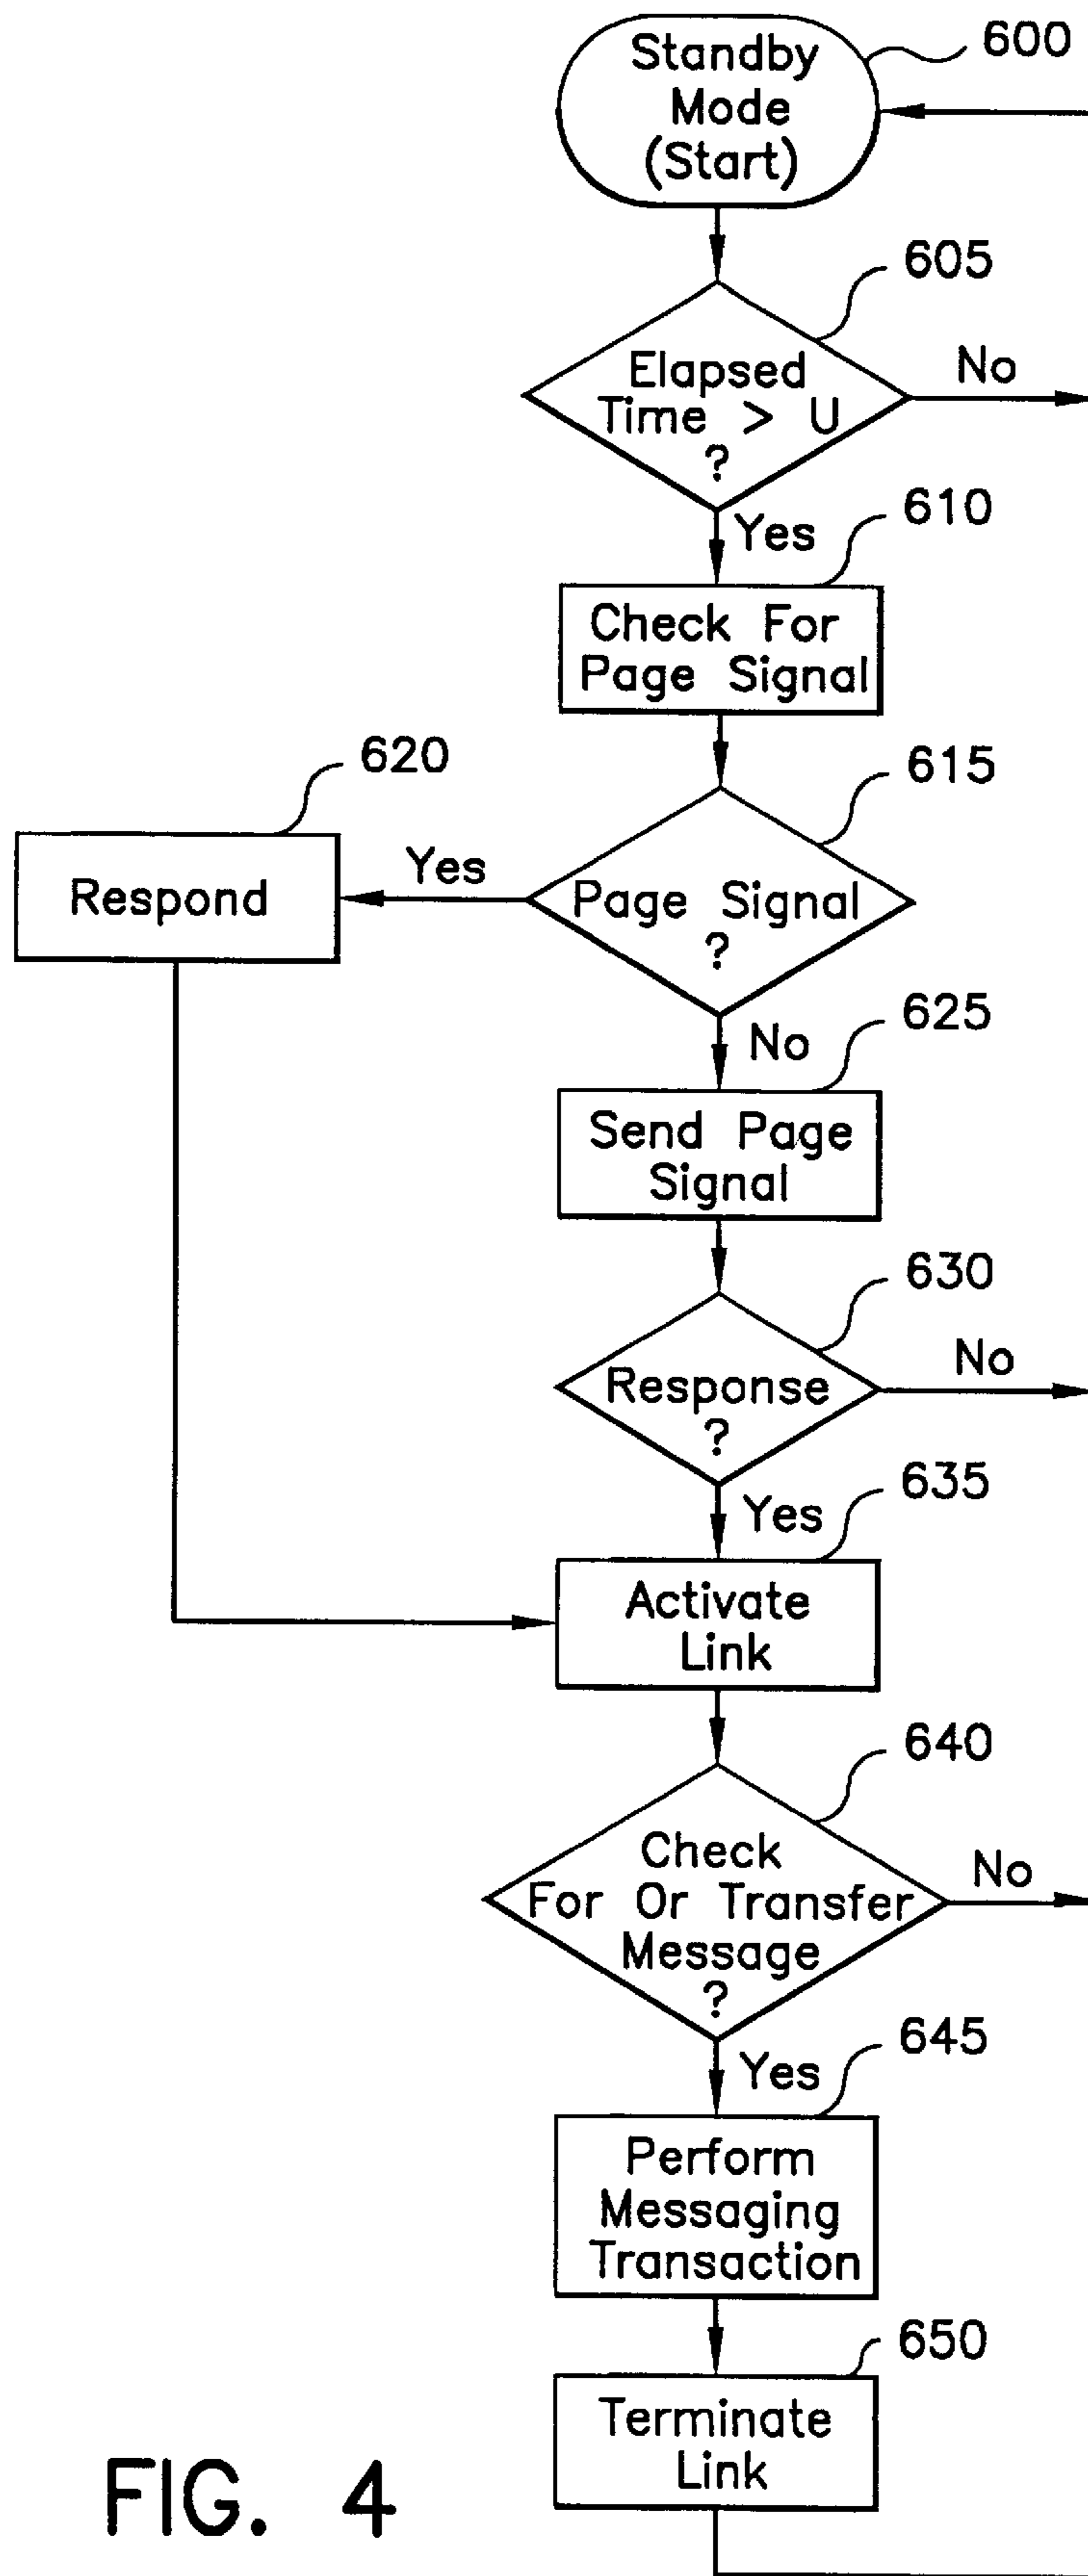 Standby
Mode
(Start)
600
605
Elapsed
Time > U
?
No
Yes
610
Check For
Page Signal
615
620
Respond
Yes
Page Signal
?
No
625
Send Page
Signal
630
Response
?
No
Yes
635
Activate
Link
640
Check
For Or Transfer
Message
?
No
Yes
645
Perform
Messaging
Transaction
650
Terminate
Link
FIG. 4